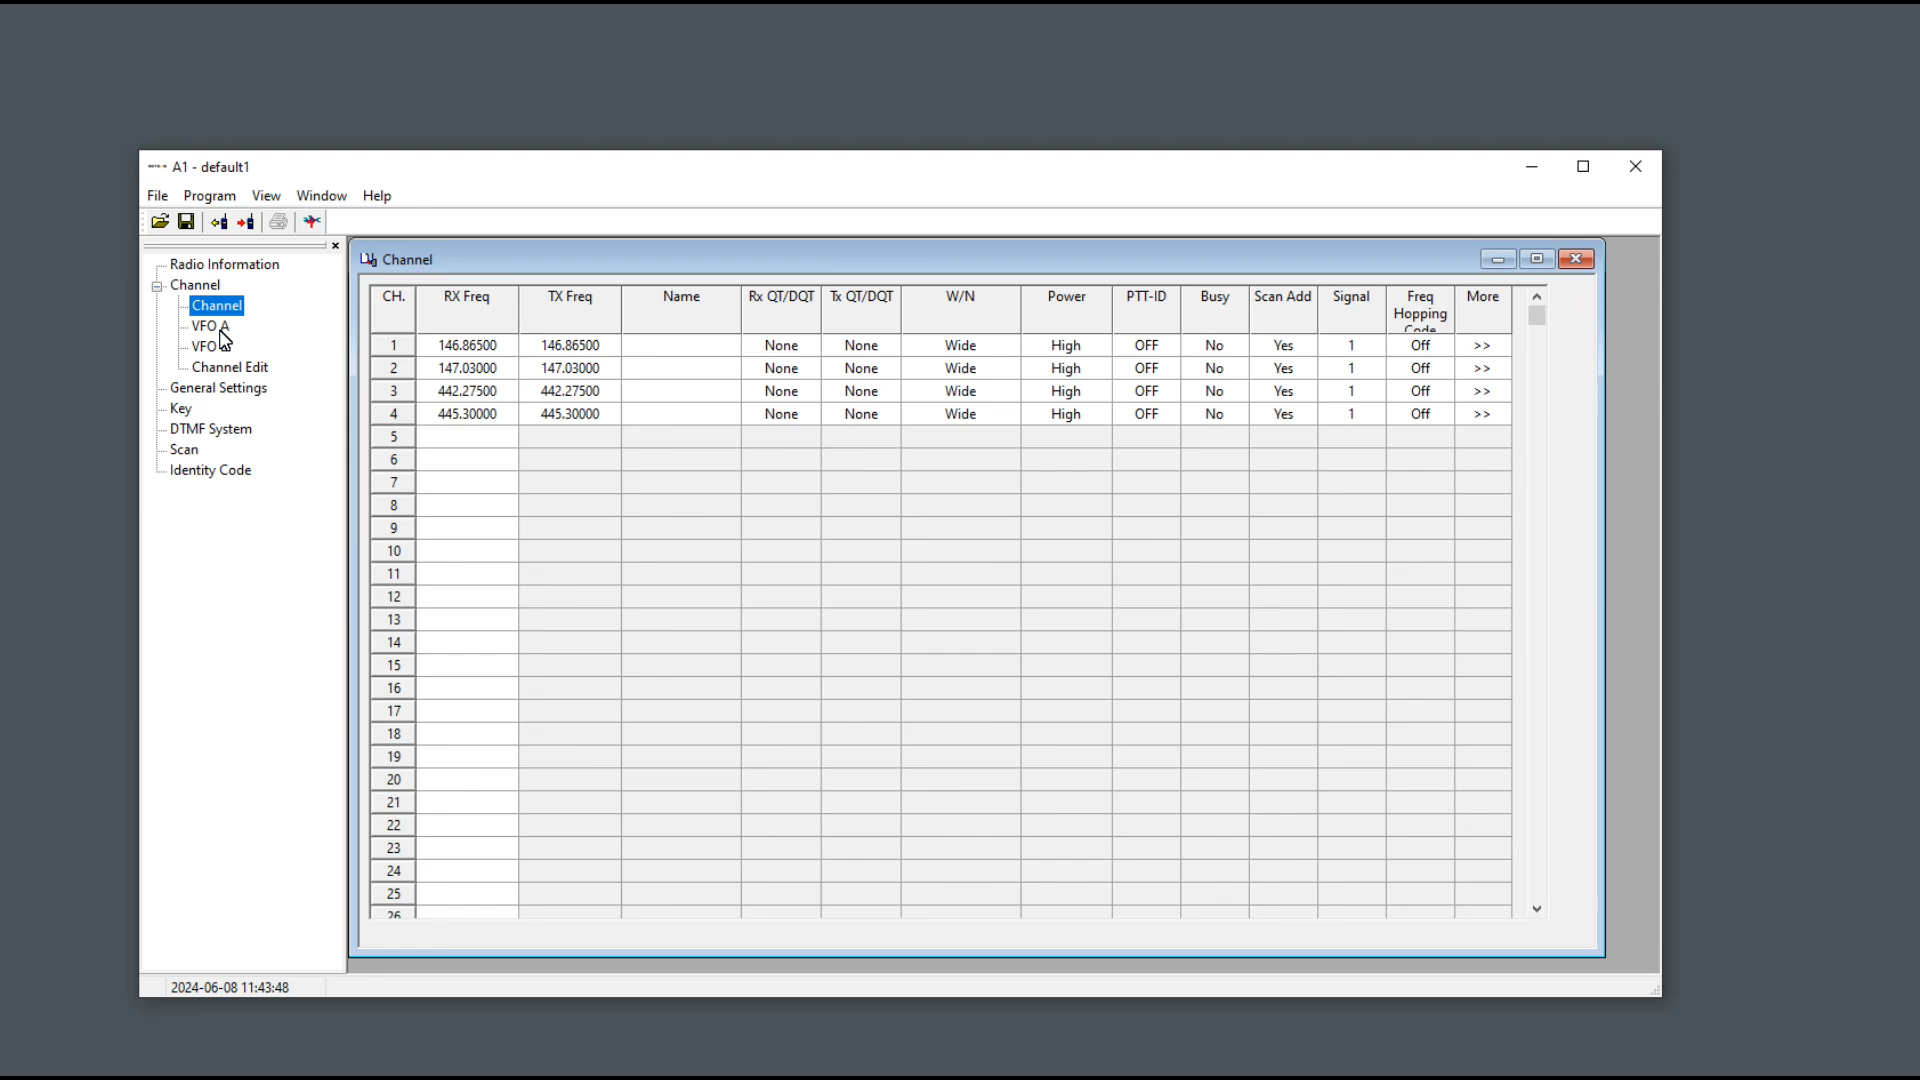 A1 - default1
File Program View Window Help
Radio Information
Channel
Channel
VFO A
VFO
Channel Edit
General Settings
Key
DTMF System
Scan
Identity Code
Channel
CH. RX Freq TX Freq Name Rx QT/DQT Tx QT/DQT W/N Power PTT-ID Busy Scan Add Signal Freq Hopping Code More
1 146.86500 146.86500 None None Wide High OFF No Yes 1 Off >>
2 147.03000 147.03000 None None Wide High OFF No Yes 1 Off >>
3 442.27500 442.27500 None None Wide High OFF No Yes 1 Off >>
4 445.30000 445.30000 None None Wide High OFF No Yes 1 Off >>
5
6
7
8
9
10
11
12
13
14
15
16
17
18
19
20
21
22
23
24
25
26
2024-06-08 11:43:48